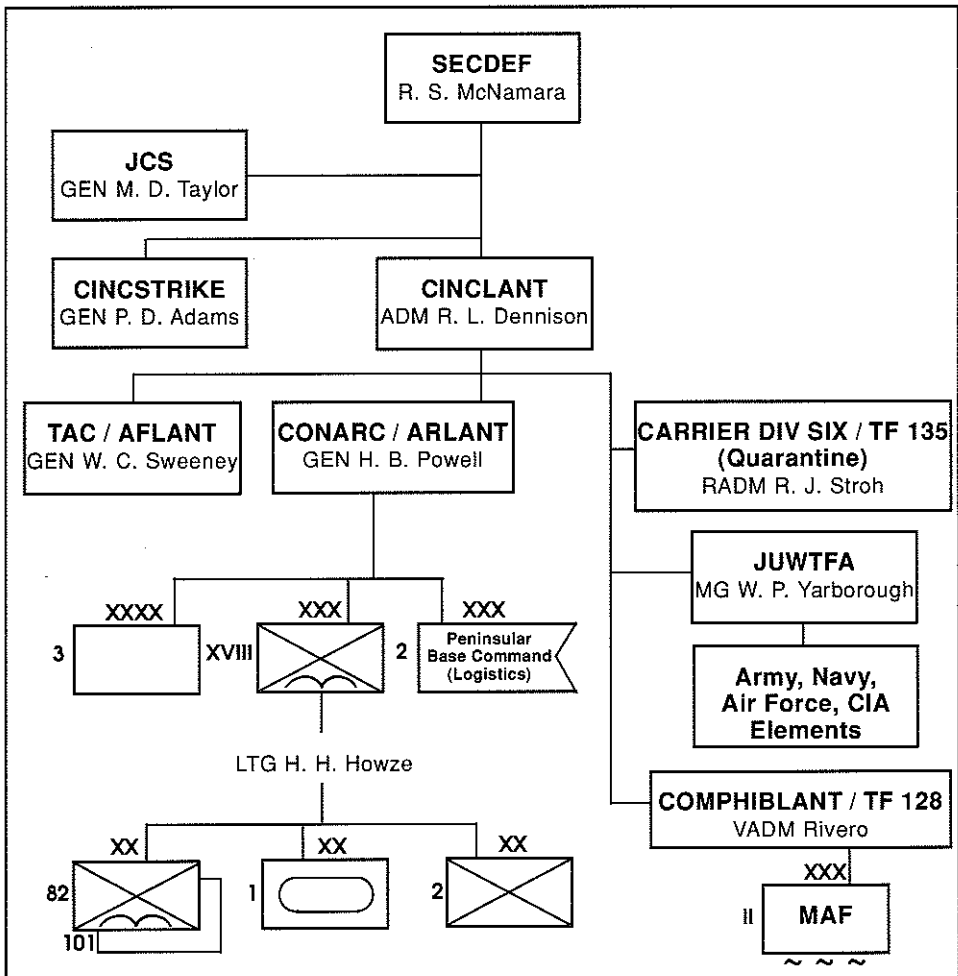 SECDEF
R. S. McNamara
JCS
GEN M. D. Taylor
CINCSTRIKE
GEN P. D. Adams
CINCLANT
ADM R. L. Dennison
TAC / AFLANT
GEN W. C. Sweeney
CONARC / ARLANT
GEN H. B. Powell
CARRIER DIV SIX / TF 135
(Quarantine)
RADM R. J. Stroh
JUWTFA
MG W. P. Yarborough
Army, Navy,
Air Force, CIA
Elements
XXXX
3
XXX
XVIII
XXX
2
Peninsular
Base Command
(Logistics)
LTG H. H. Howze
COMPHIBLANT / TF 128
VADM Rivero
XX
82
101
XX
1
XX
2
XXX
II
MAF